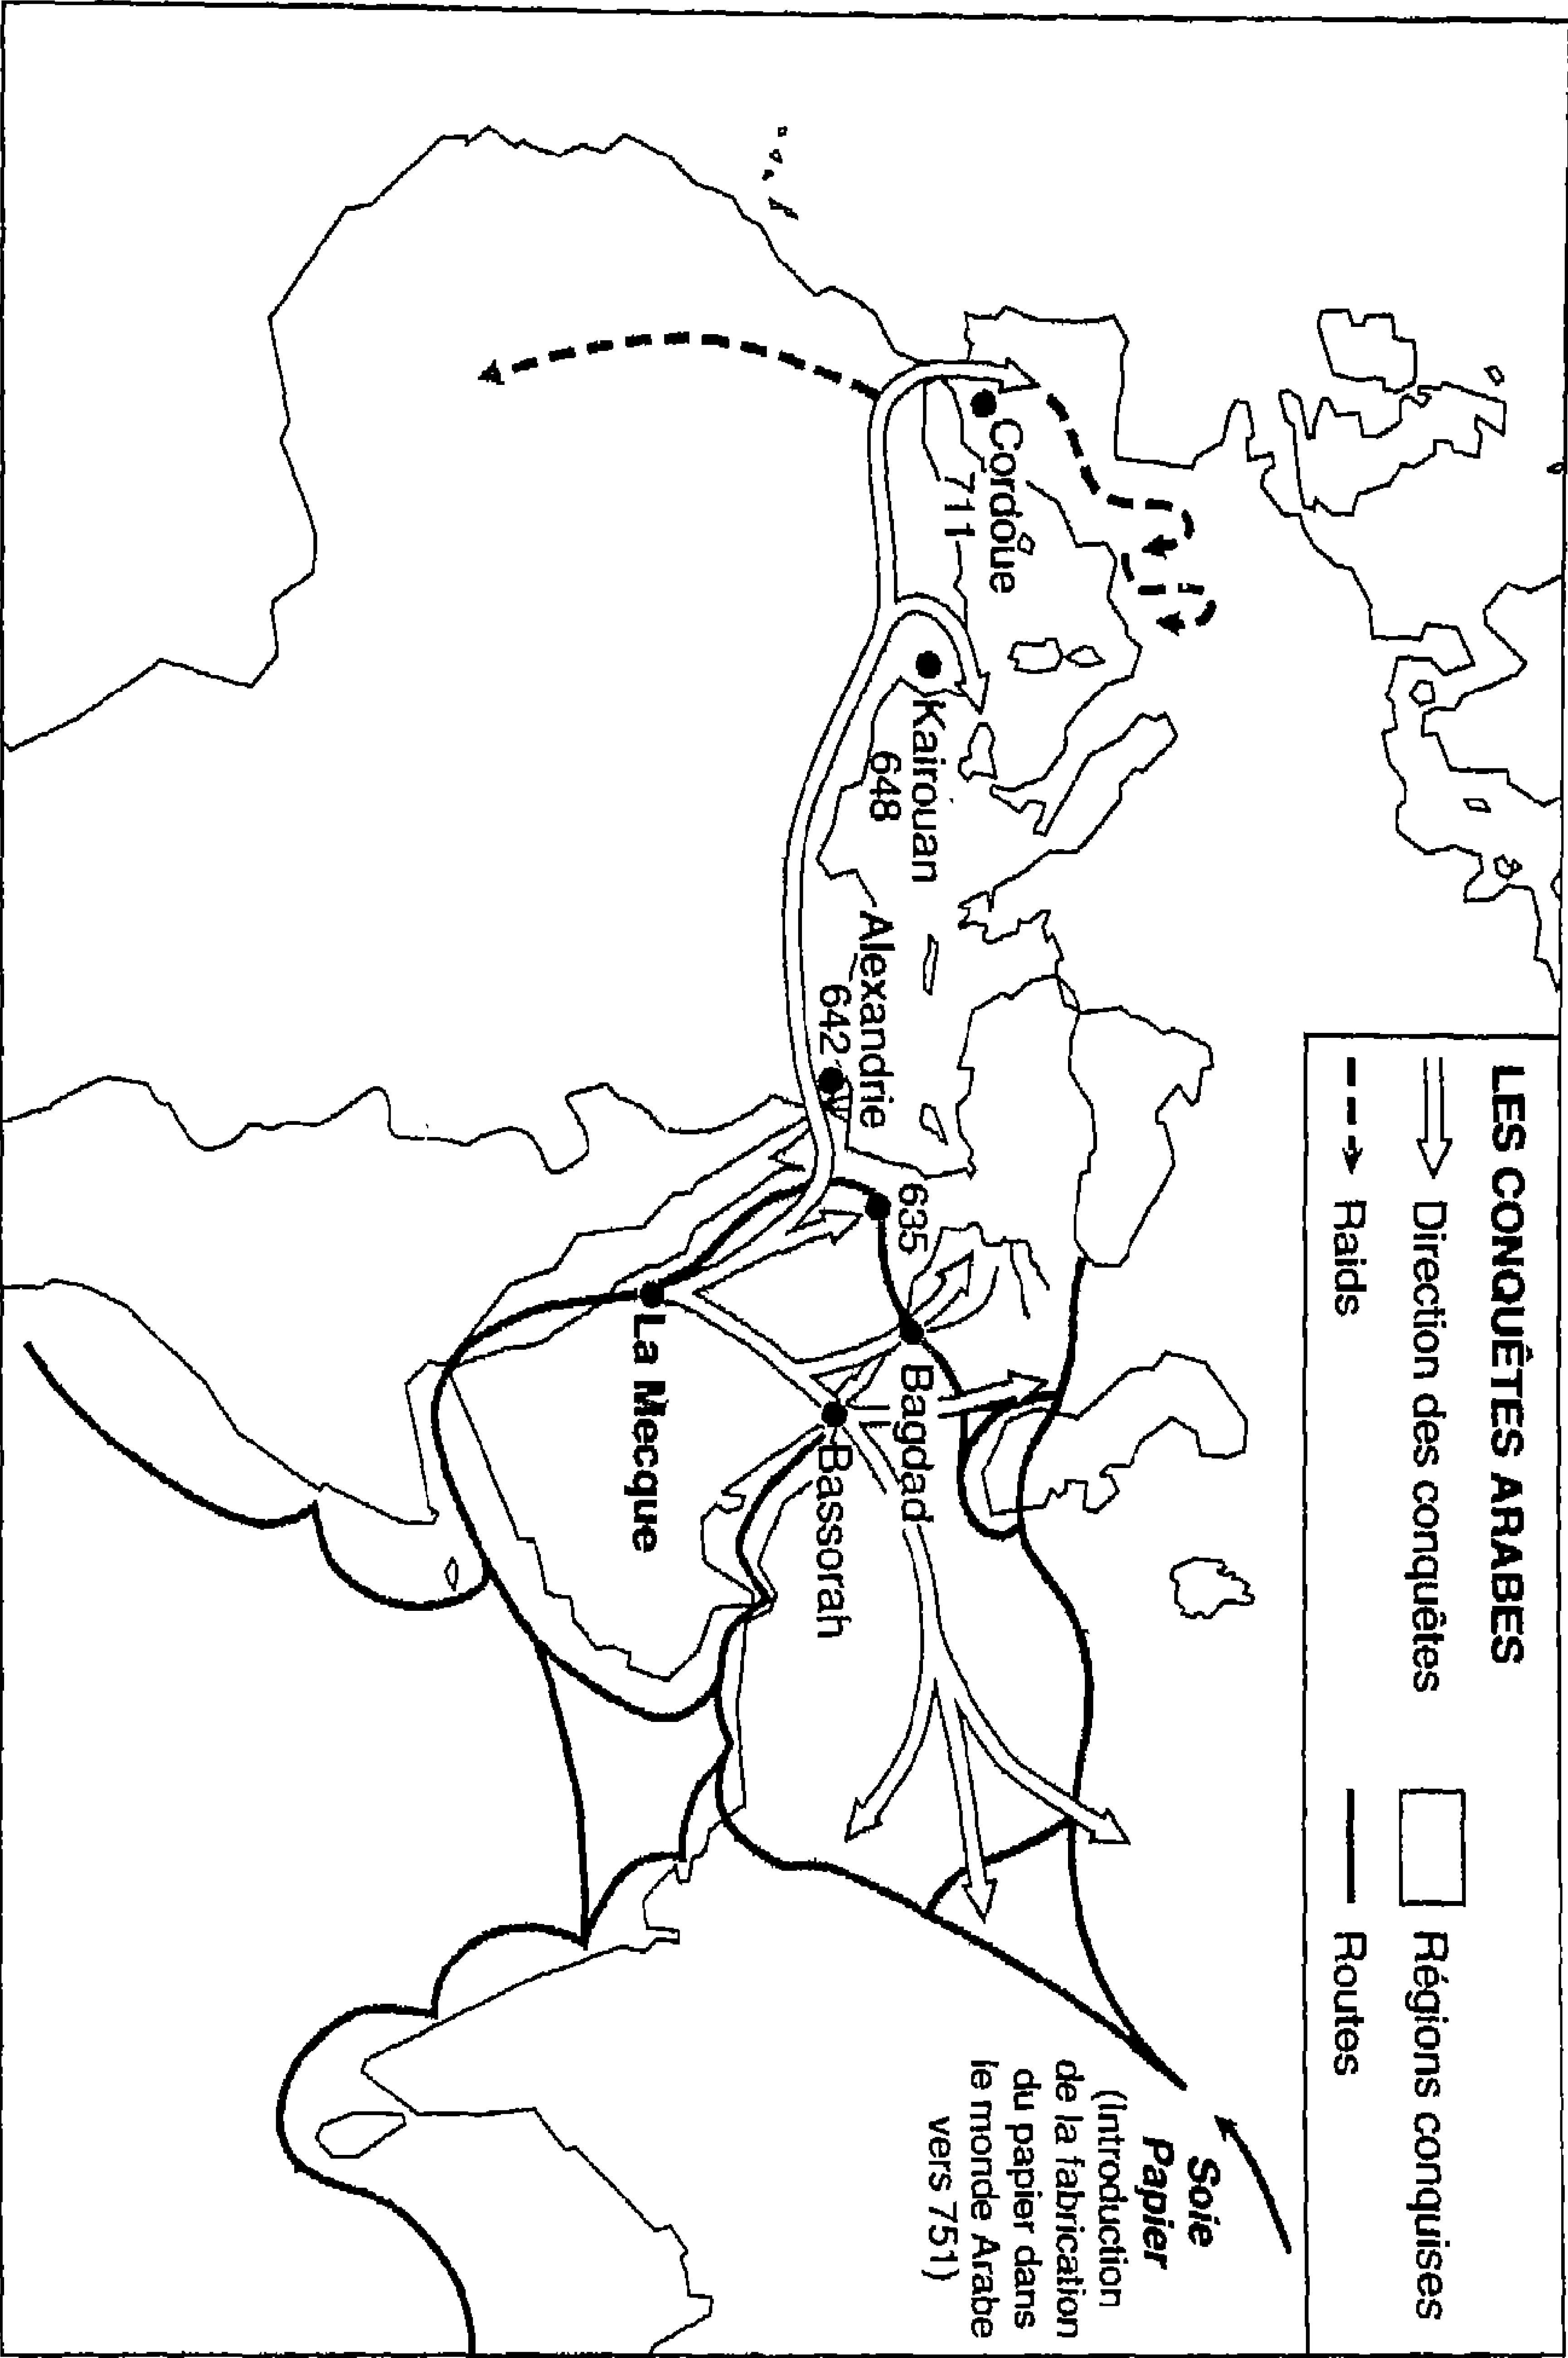 LES CONQUÊTES ARABES
Direction des conquêtes
Régions conquises
Raids
Routes
Cordoue
711
Kairouan
648
Alexandrie
642
635
Bagdad
Bassorah
La Mecque
Soie
Papier
(Introduction
de la fabrication
du papier dans
le monde Arabe
vers 751)